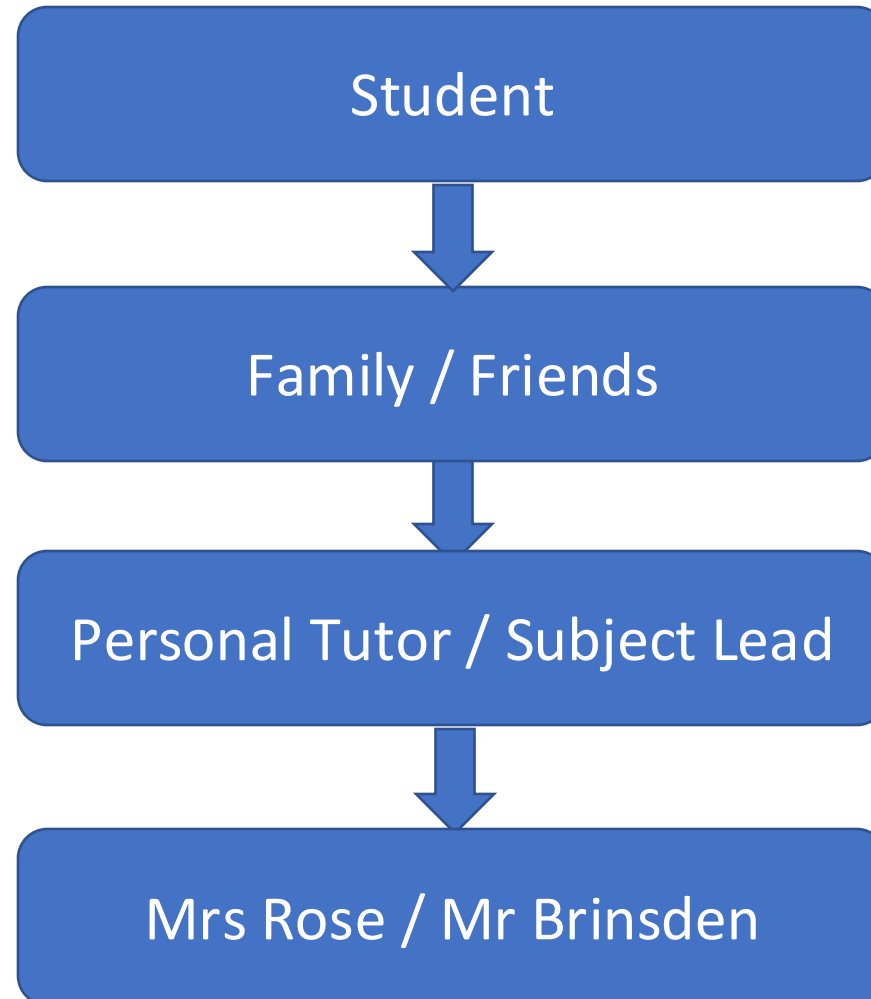 Student
Family / Friends
Personal Tutor / Subject Lead
Mrs Rose / Mr Brinsden